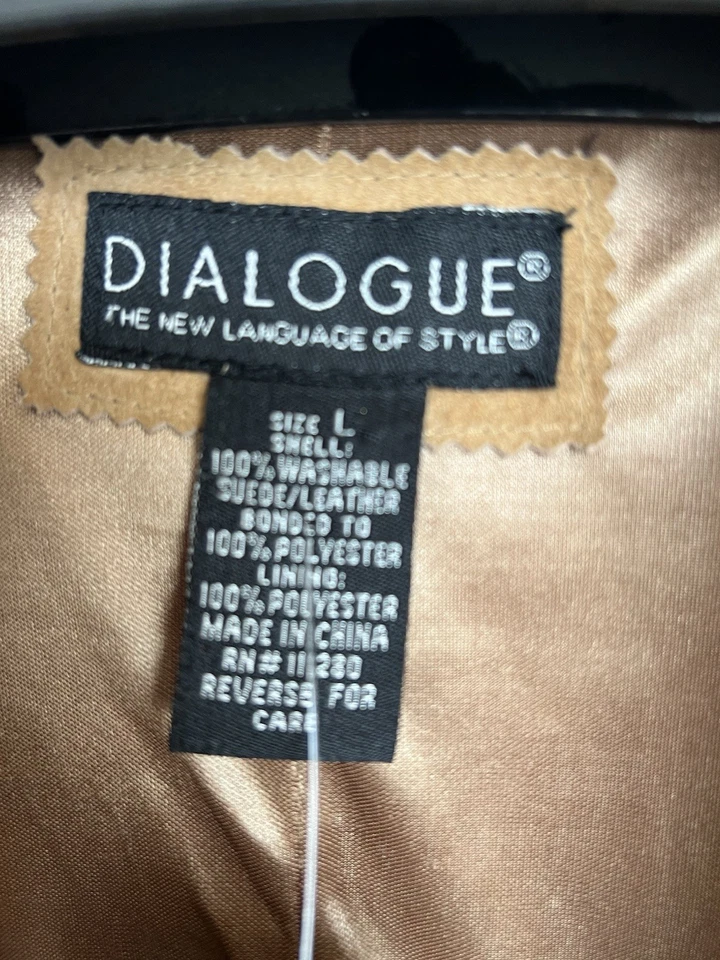 DIALOGUE®
THE NEW LANGUAGE OF STYLE®
SIZE L
SHELL:
100% WASHABLE
SUEDE/LEATHER
BONDED TO
100% POLYESTER
LINING:
100% POLYESTER
MADE IN CHINA
RN#
REVERSE FOR
CARE